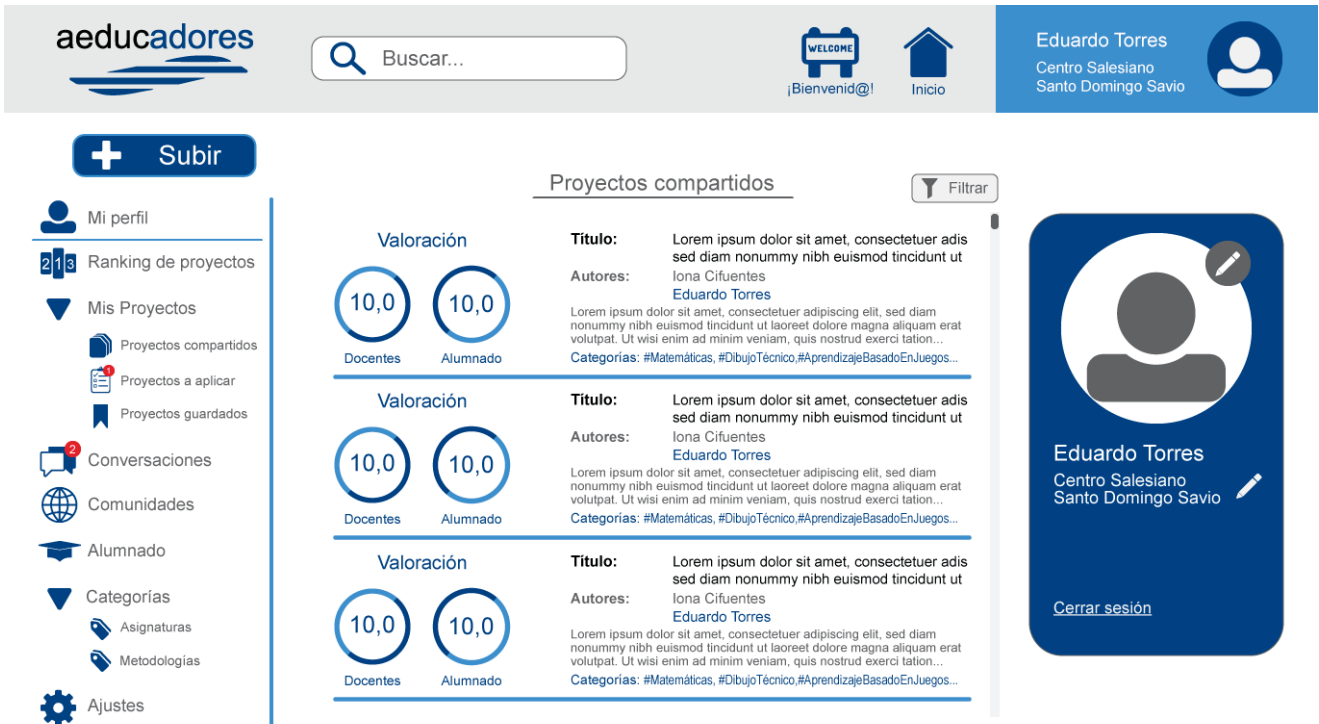 aeducadores
Buscar...
WELCOME
¡Bienvenid@!
Inicio
Eduardo Torres
Centro Salesiano
Santo Domingo Savio
Subir
Mi perfil
213 Ranking de proyectos
Mis Proyectos
Proyectos compartidos
1
Proyectos a aplicar
Proyectos guardados
2
Conversaciones
Comunidades
Alumnado
Categorías
Asignaturas
Metodologías
Ajustes
Proyectos compartidos
Filtrar
Valoración
10,0 10,0
Docentes Alumnado
Título: Lorem ipsum dolor sit amet, consectetuer adis
sed diam nonummy nibh euismod tincidunt ut
Autores: Iona Cifuentes
Eduardo Torres
Lorem ipsum dolor sit amet, consectetuer adipiscing elit, sed diam
nonummy nibh euismod tincidunt ut laoreet dolore magna aliquam erat
volutpat. Ut wisi enim ad minim veniam, quis nostrud exerci tation...
Categorías: #Matemáticas, #DibujoTécnico,#AprendizajeBasadoEnJuegos...
Valoración
10,0 10,0
Docentes Alumnado
Título: Lorem ipsum dolor sit amet, consectetuer adis
sed diam nonummy nibh euismod tincidunt ut
Autores: Iona Cifuentes
Eduardo Torres
Lorem ipsum dolor sit amet, consectetuer adipiscing elit, sed diam
nonummy nibh euismod tincidunt ut laoreet dolore magna aliquam erat
volutpat. Ut wisi enim ad minim veniam, quis nostrud exerci tation...
Categorías: #Matemáticas, #DibujoTécnico,#AprendizajeBasadoEnJuegos...
Valoración
10,0 10,0
Docentes Alumnado
Título: Lorem ipsum dolor sit amet, consectetuer adis
sed diam nonummy nibh euismod tincidunt ut
Autores: Iona Cifuentes
Eduardo Torres
Lorem ipsum dolor sit amet, consectetuer adipiscing elit, sed diam
nonummy nibh euismod tincidunt ut laoreet dolore magna aliquam erat
volutpat. Ut wisi enim ad minim veniam, quis nostrud exerci tation...
Categorías: #Matemáticas, #DibujoTécnico,#AprendizajeBasadoEnJuegos...
Eduardo Torres
Centro Salesiano
Santo Domingo Savio
Cerrar sesión